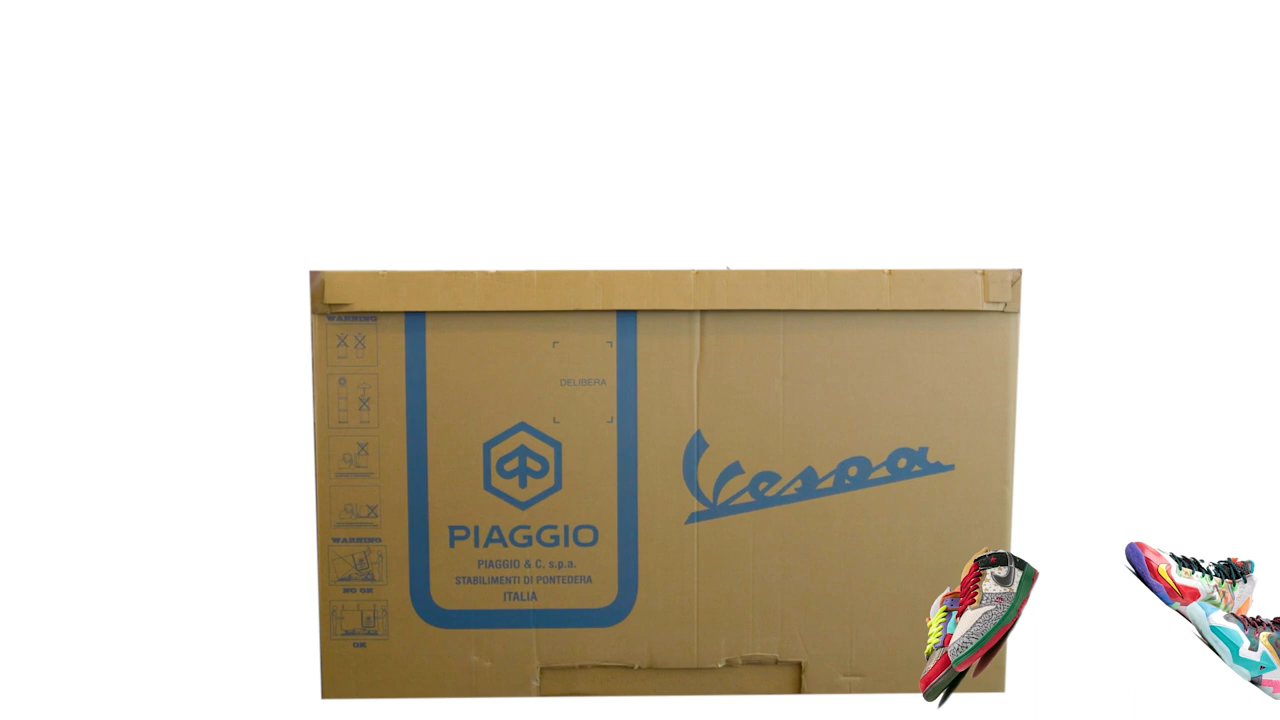 WARNING
DELIBERA
PIAGGIO
PIAGGIO & C. s.p.a.
STABILIMENTI DI PONTEDERA
ITALIA
Vespa
WARNING
NO OK
OK